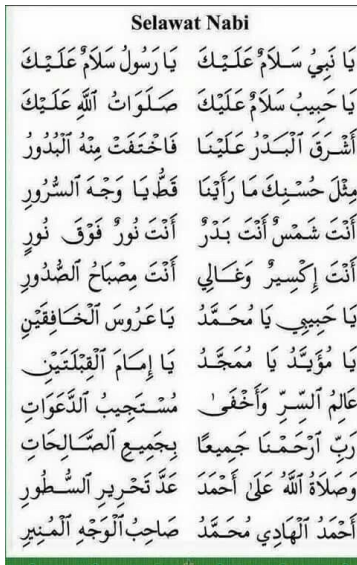 Selawat Nabi
يَا نَبِيُ سَلَامٌ عَلَيْكَ يَا رَسُولُ سَلَامٌ عَلَيْكَ
يَا حَبِيبُ سَلَامٌ عَلَيْكَ صَلَوَاتُ اللَّهِ عَلَيْكَ
أَشْرَقَ الْبَدْرُ عَلَيْنَا فَاخْتَفَتْ مِنْهُ الْبُدُورُ
مِثْلَ حُسْنِكَ مَا رَأَيْنَا قَطُّ يَا وَجْهَ السُّرُورِ
أَنْتَ شَمْسٌ أَنْتَ بَدْرٌ أَنْتَ نُورٌ فَوْقَ نُورٍ
أَنْتَ إِكْسِيرٌ وَغَالِي أَنْتَ مِصْبَاحُ الصُّدُورِ
يَا حَبِيبِي يَا مُحَمَّدُ يَا عَرُوسَ الْخَافِقَيْنِ
يَا مُؤَيَّدُ يَا مُمَجَّدُ يَا إِمَامَ الْقِبْلَتَيْنِ
عَالِمُ السِّرِّ وَأَخْفَى مُسْتَجِيبُ الدَّعَوَاتِ
رَبِّ ارْحَمْنَا جَمِيعًا بِجَمِيعِ الصَّالِحَاتِ
وَصَلَاةُ اللَّهُ عَلَى أَحْمَدَ عَدَّ تَحْرِيرِ السُّطُورِ
أَحْمَدُ الْهَادِي مُحَمَّدُ صَاحِبُ الْوَجْهِ الْمُنِيرِ